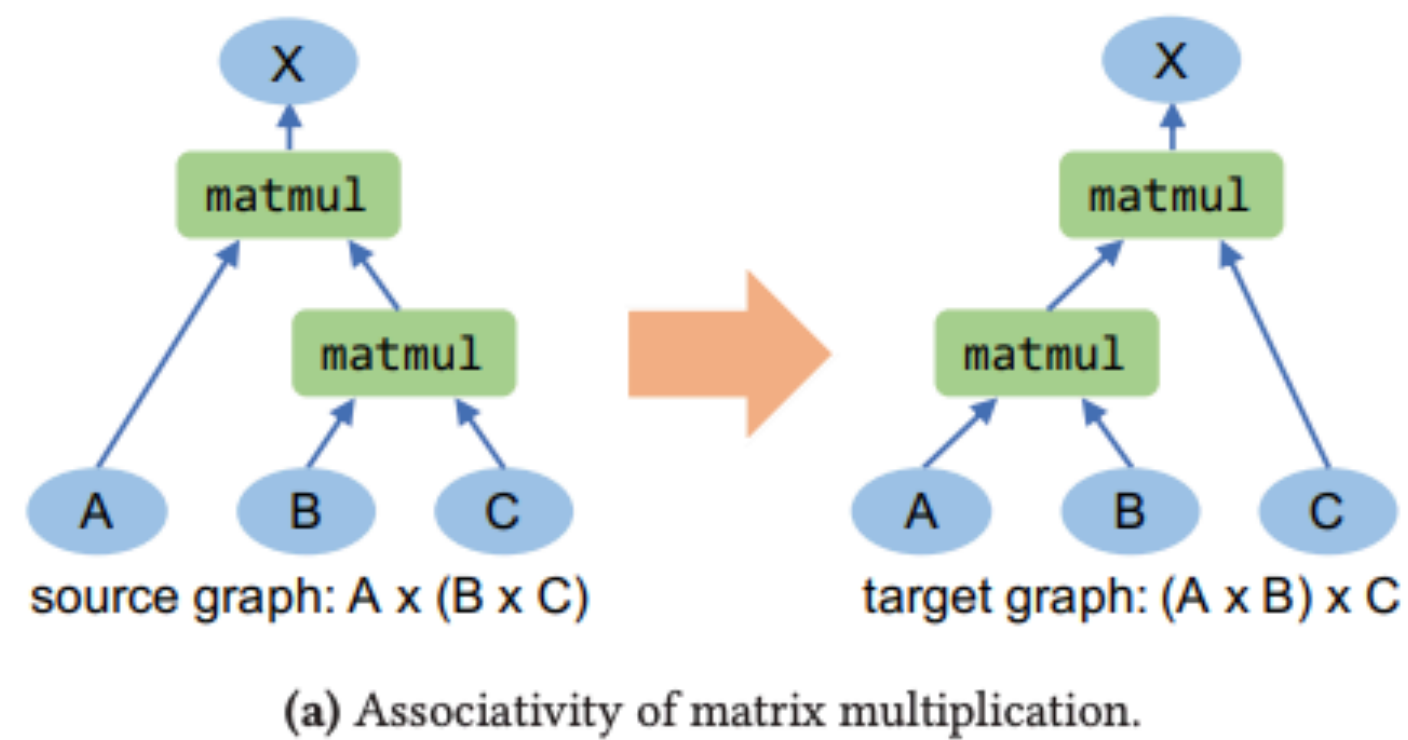 X X
matmul matmul
matmul matmul
A B C A B C
source graph: A x (B x C) target graph: (A x B) x C
(a) Associativity of matrix multiplication.